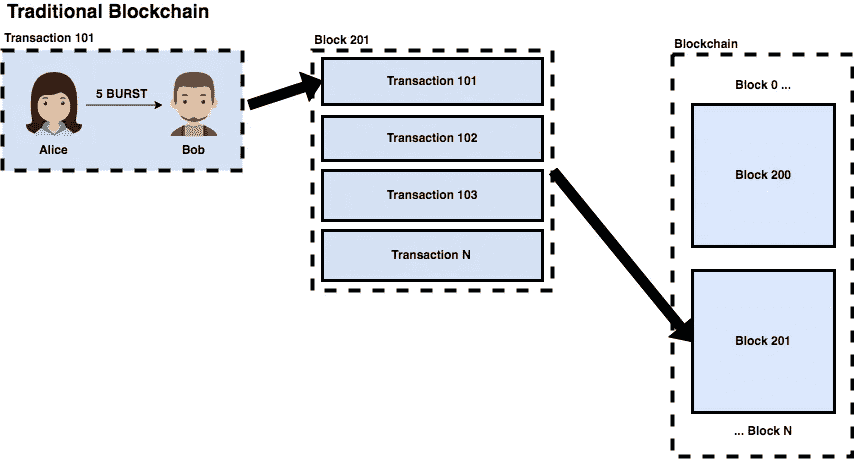 Traditional Blockchain
Transaction 101
5 BURST
Alice
Bob
Block 201
Transaction 101
Transaction 102
Transaction 103
Transaction N
Blockchain
Block 0 ...
Block 200
Block 201
... Block N